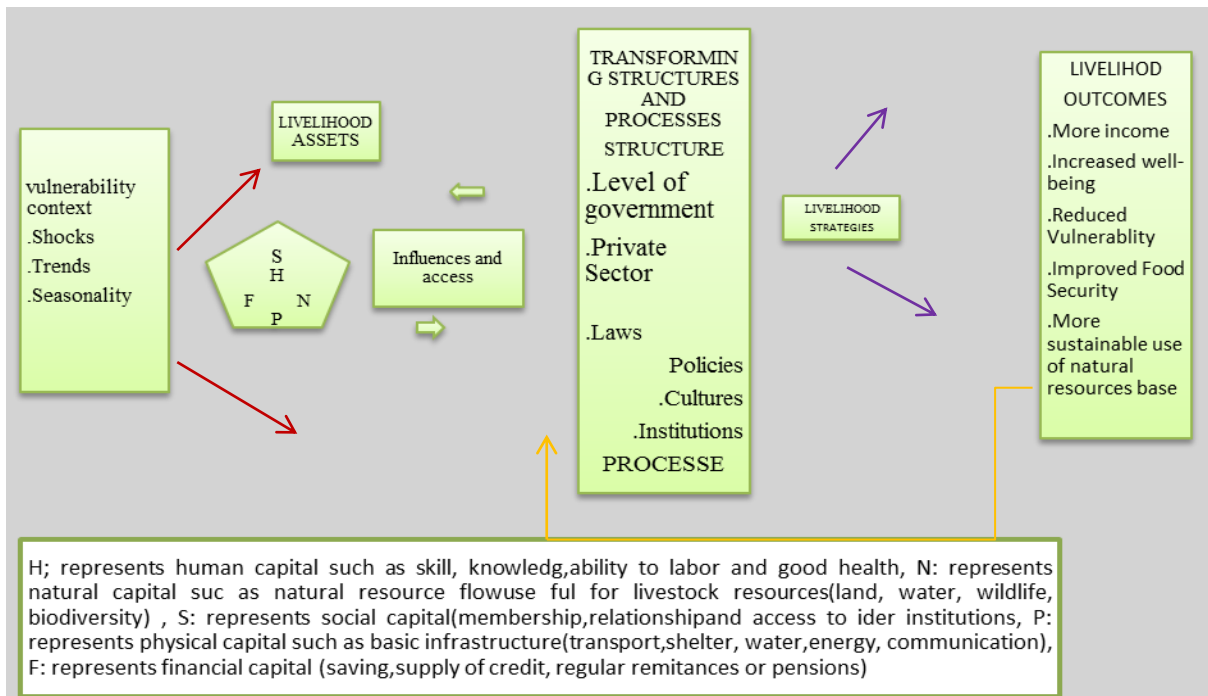 vulnerability
context
.Shocks
.Trends
.Seasonality
LIVELIHOOD
ASSETS
S
H
F N
P
Influences and
access
TRANSFORMIN
G STRUCTURES
AND
PROCESSES
STRUCTURE
.Level of
government
.Private
Sector
.Laws
Policies
.Cultures
.Institutions
PROCESSE
LIVELIHOOD
STRATEGIES
LIVELIHOD
OUTCOMES
.More income
.Increased well-
being
.Reduced
Vulnerablity
.Improved Food
Security
.More
sustainable use
of natural
resources base
H; represents human capital such as skill, knowledg,ability to labor and good health, N: represents
natural capital suc as natural resource flowuse ful for livestock resources(land, water, wildlife,
biodiversity) , S: represents social capital(membership,relationshipand access to ider institutions, P:
represents physical capital such as basic infrastructure(transport,shelter, water,energy, communication),
F: represents financial capital (saving,supply of credit, regular remitances or pensions)